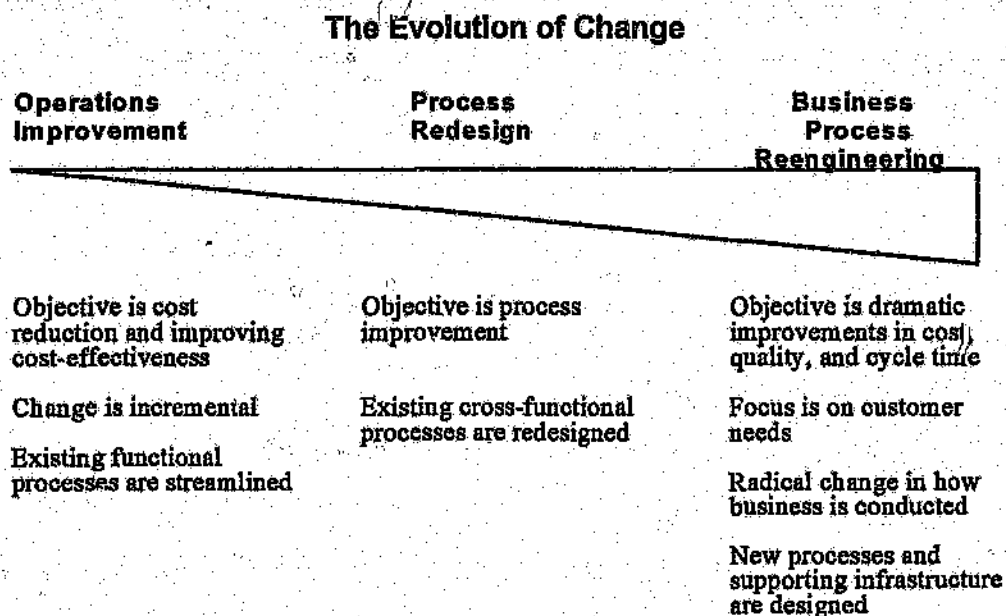 The Evolution of Change
Operations
Improvement
Process
Redesign
Business
Process
Reengineering
Objective is cost
reduction and improving
cost-effectiveness
Change is incremental
Existing functional
processes are streamlined
Objective is process
improvement
Existing cross-functional
processes are redesigned
Objective is dramatic
improvements in cost,
quality, and cycle time
Focus is on customer
needs
Radical change in how
business is conducted
New processes and
supporting infrastructure
are designed